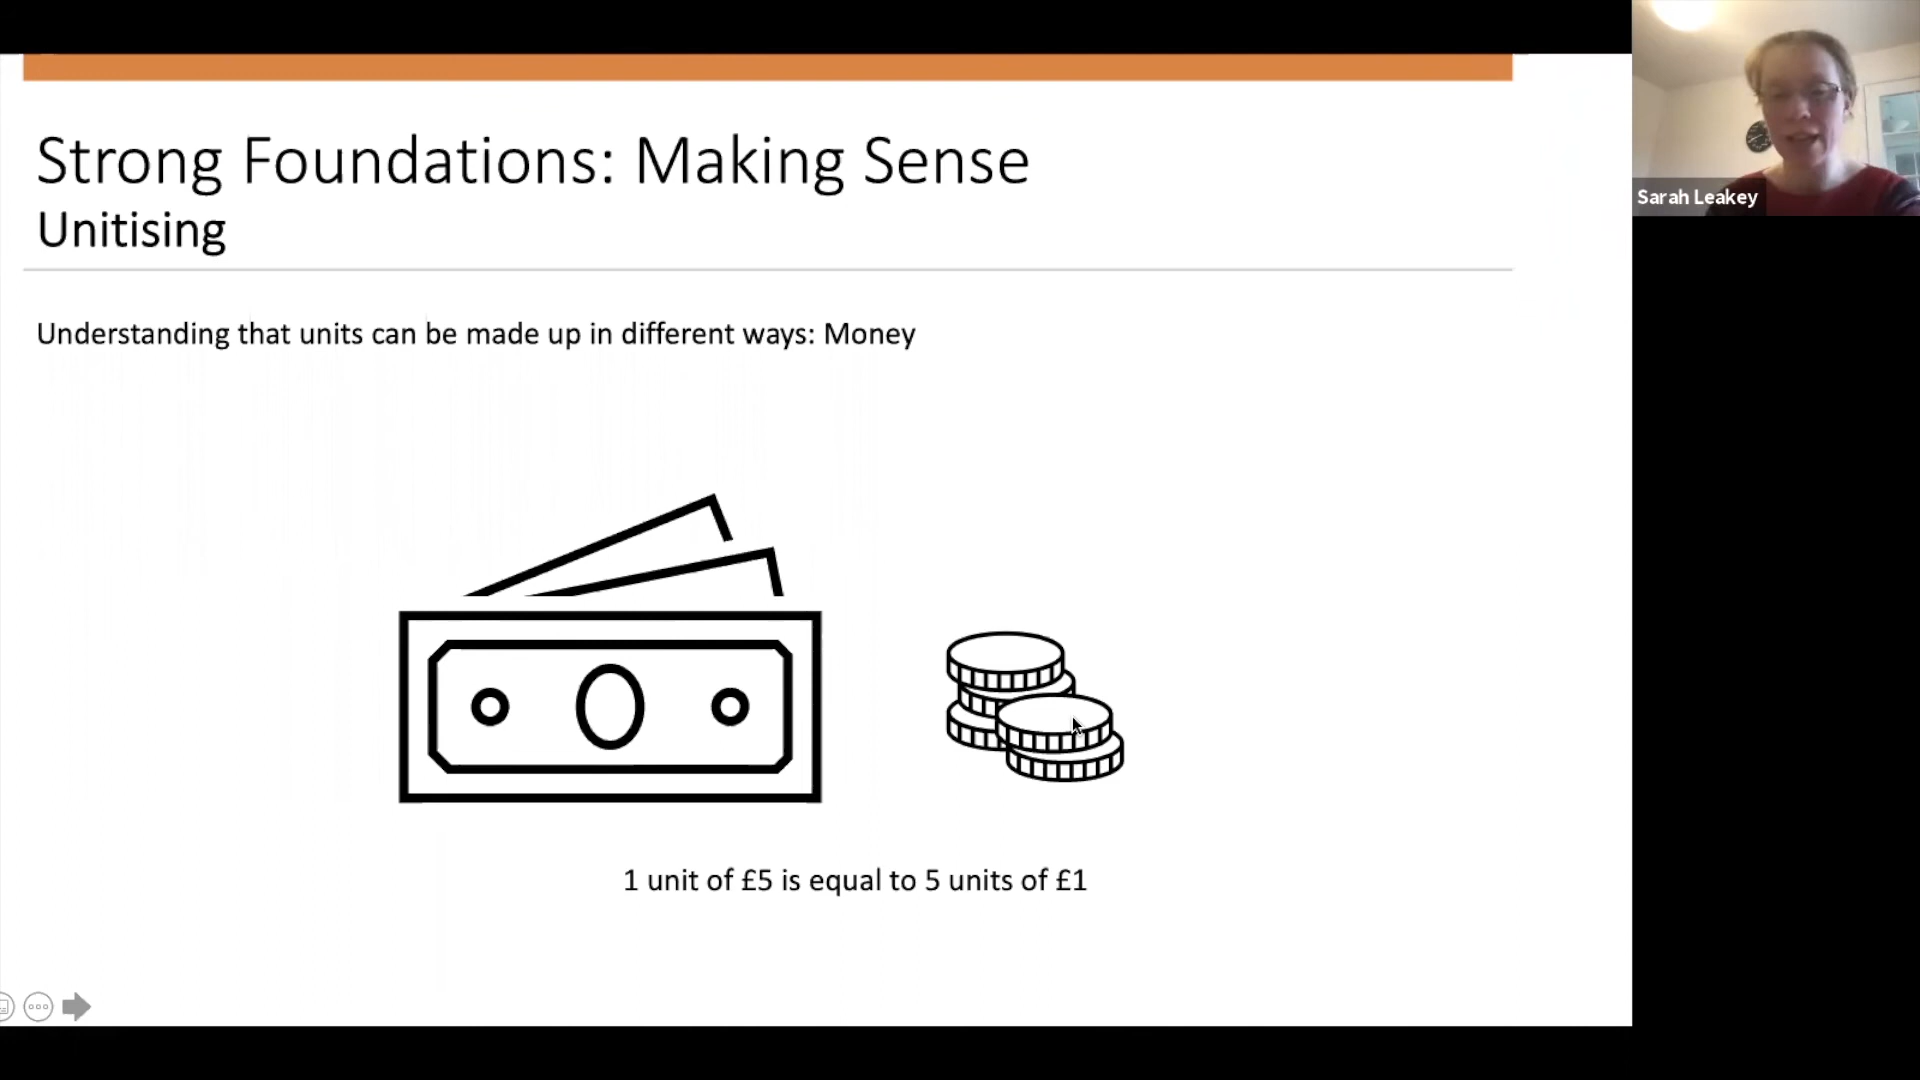 Strong Foundations: Making Sense
Unitising
Sarah Leakey
Understanding that units can be made up in different ways: Money
1 unit of £5 is equal to 5 units of £1